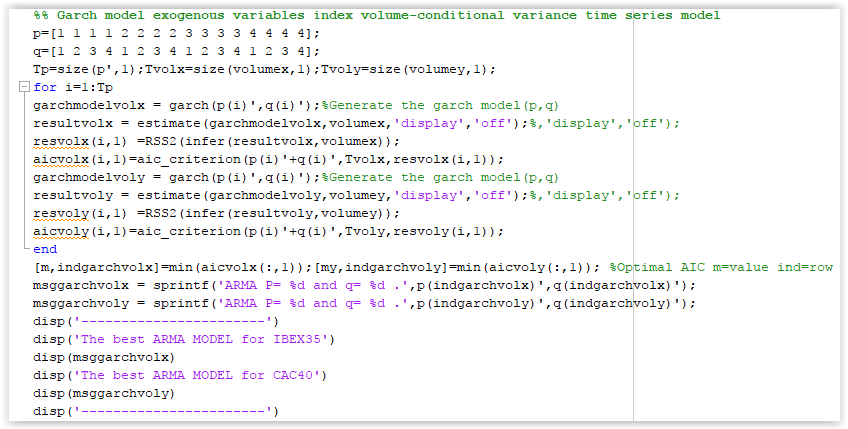 %% Garch model exogenous variables index volume-conditional variance time series model
p=[1 1 1 1 2 2 2 2 3 3 3 3 4 4 4 4];
q=[1 2 3 4 1 2 3 4 1 2 3 4 1 2 3 4];
Tp=size(p',1);Tvolx=size(volumex,1);Tvoly=size(volumey,1);
for i=1:Tp
garchmodelvolx = garch(p(i)',q(i)');%Generate the garch model(p,q)
resultvolx = estimate(garchmodelvolx,volumex,'display','off');%,'display','off');
resvolx(i,1) =RSS2(infer(resultvolx,volumex));
aicvolx(i,1)=aic_criterion(p(i)'+q(i)',Tvolx,resvolx(i,1));
garchmodelvoly = garch(p(i)',q(i)');%Generate the garch model(p,q)
resultvoly = estimate(garchmodelvoly,volumey,'display','off');%,'display','off');
resvoly(i,1) =RSS2(infer(resultvoly,volumey));
aicvoly(i,1)=aic_criterion(p(i)'+q(i)',Tvoly,resvoly(i,1));
end
[m,indgarchvolx]=min(aicvolx(:,1));[my,indgarchvoly]=min(aicvoly(:,1)); %Optimal AIC m=value ind=row
msggarchvolx = sprintf('ARMA P= %d and q= %d .',p(indgarchvolx)',q(indgarchvolx)');
msggarchvoly = sprintf('ARMA P= %d and q= %d .',p(indgarchvoly)',q(indgarchvoly)');
disp('-----------------------')
disp('The best ARMA MODEL for IBEX35')
disp(msggarchvolx)
disp('The best ARMA MODEL for CAC40')
disp(msggarchvoly)
disp('-----------------------')